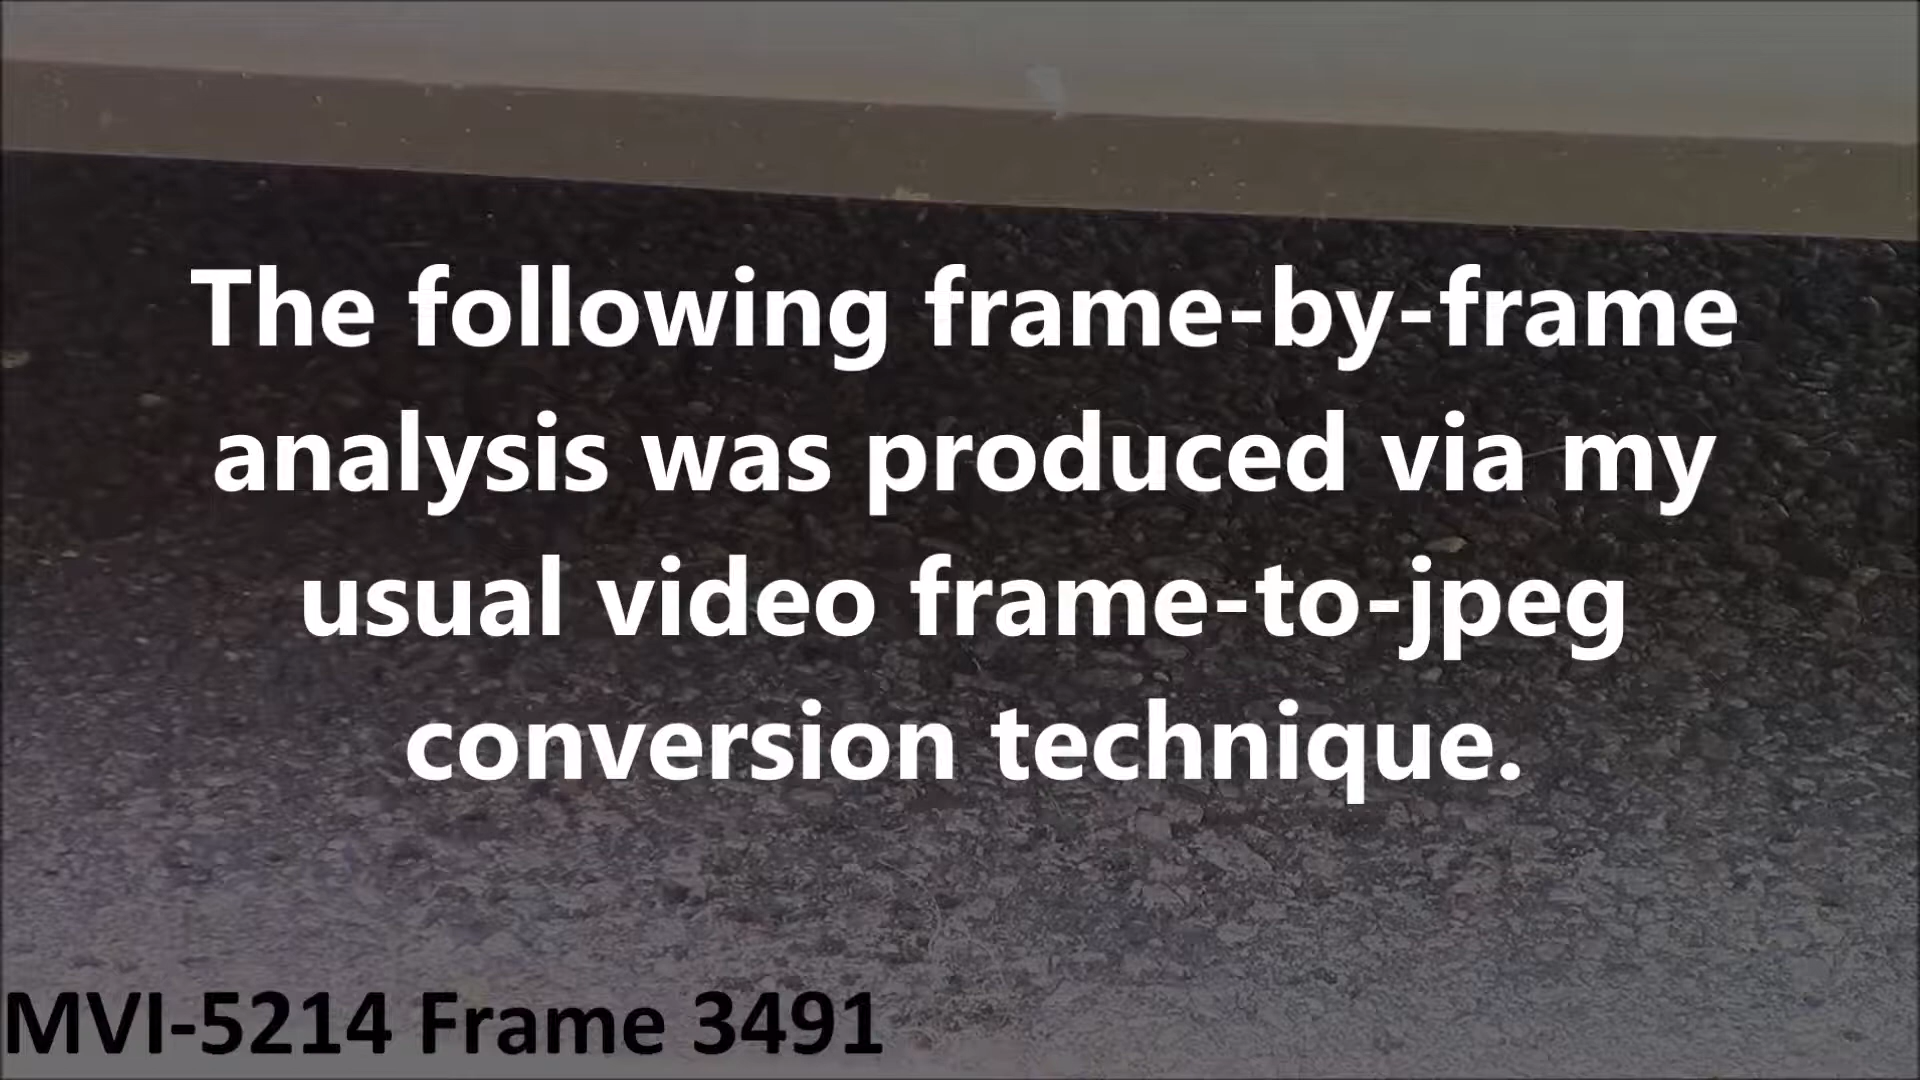 The following frame-by-frame
analysis was produced via my
usual video frame-to-jpeg
conversion technique.
MVI-5214 Frame 3491